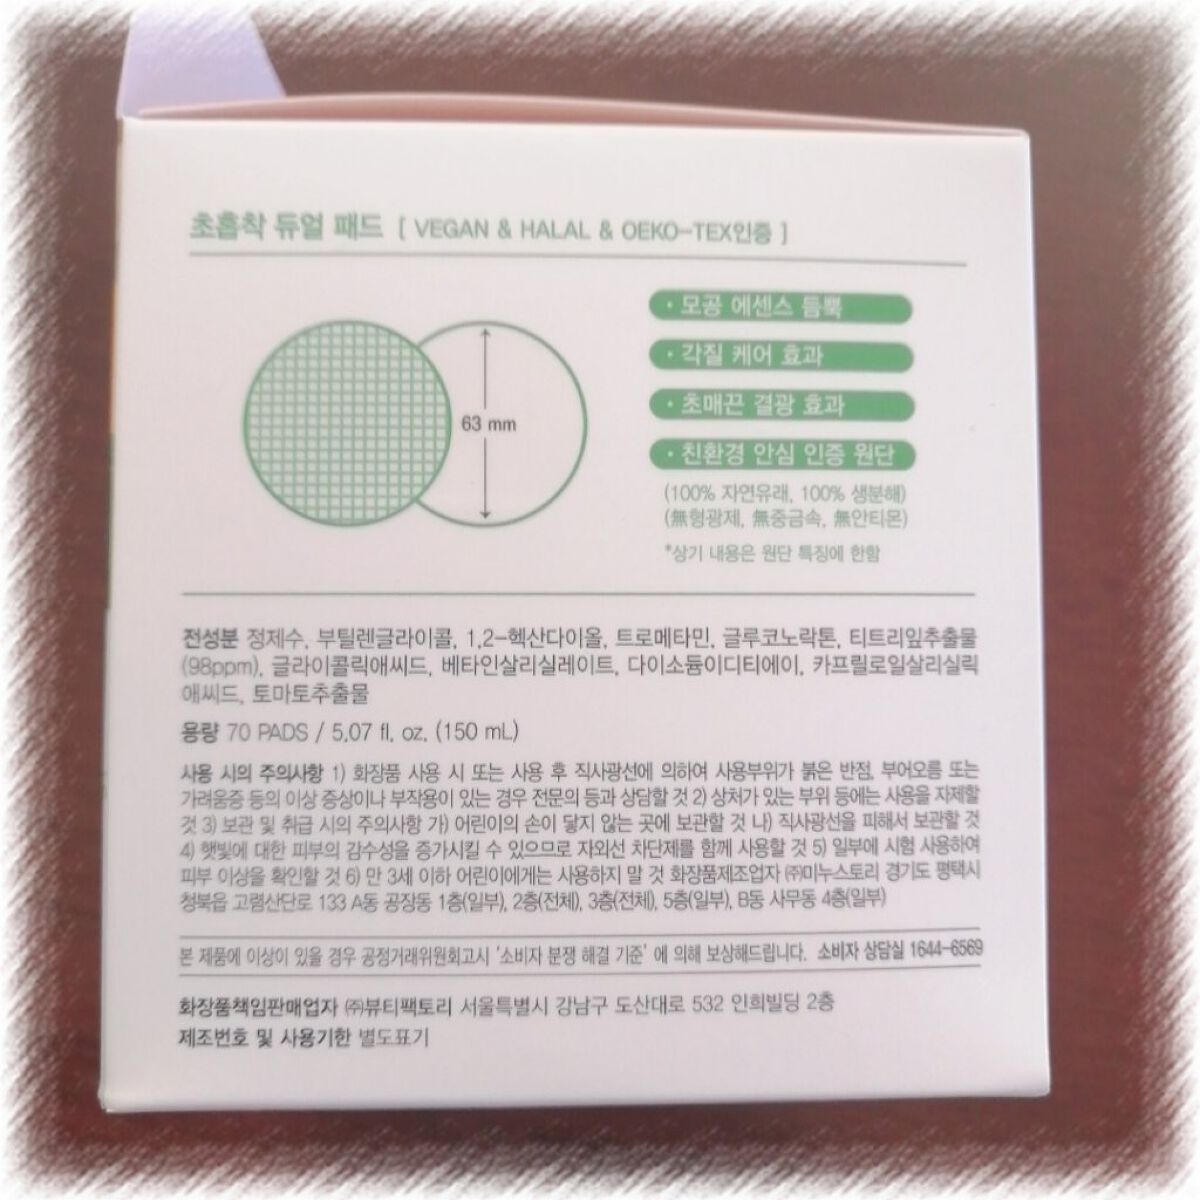 초흡착 듀얼 패드 [ VEGAN & HALAL & OEKO-TEX인증 ]
· 모공 에센스 듬뿍
· 각질 케어 효과
63 mm
· 초매끈 결광 효과
· 친환경 안심 인증 원단
(100% 자연유래, 100% 생분해)
(無형광제, 無중금속, 無안티몬)
*상기 내용은 원단 특징에 한함
전성분 정제수, 부틸렌글라이콜, 1,2-헥산다이올, 트로메타민, 글루코노락톤, 티트리잎추출물
(98ppm), 글라이콜릭애씨드, 베타인살리실레이트, 다이소듐이디티에이, 카프릴로일살리실릭
애씨드, 토마토추출물
용량 70 PADS / 5.07 fl. oz. (150 mL)
사용 시의 주의사항 1) 화장품 사용 시 또는 사용 후 직사광선에 의하여 사용부위가 붉은 반점, 부어오름 또는
가려움증 등의 이상 증상이나 부작용이 있는 경우 전문의 등과 상담할 것 2) 상처가 있는 부위 등에는 사용을 자제할
것 3) 보관 및 취급 시의 주의사항 가) 어린이의 손이 닿지 않는 곳에 보관할 것 나) 직사광선을 피해서 보관할 것
4) 햇빛에 대한 피부의 감수성을 증가시킬 수 있으므로 자외선 차단제를 함께 사용할 것 5) 일부에 시험 사용하여
피부 이상을 확인할 것 6) 만 3세 이하 어린이에게는 사용하지 말 것 화장품제조업자 ㈜미누스토리 경기도 평택시
청북읍 고렴산단로 133 A동 공장동 1층(일부), 2층(전체), 3층(전체), 5층(일부), B동 사무동 4층(일부)
본 제품에 이상이 있을 경우 공정거래위원회고시 '소비자 분쟁 해결 기준' 에 의해 보상해드립니다. 소비자 상담실 1644-6569
화장품책임판매업자 ㈜뷰티팩토리 서울특별시 강남구 도산대로 532 인희빌딩 2층
제조번호 및 사용기한 별도표기